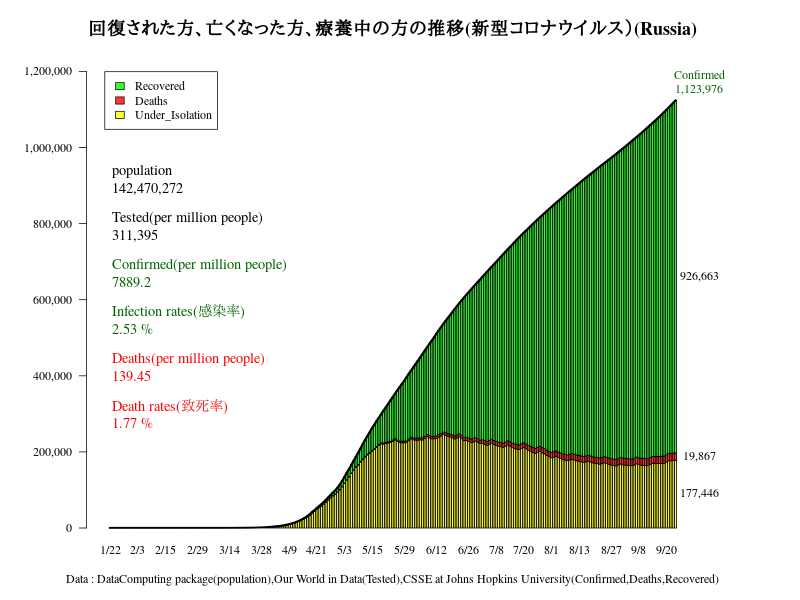 回復された方、亡くなった方、療養中の方の推移(新型コロナウイルス）(Russia)
Confirmed
1,123,976
1,200,000
Recovered
Deaths
Under_Isolation
1,000,000
population
142,470,272
800,000
Tested(per million people)
311,395
Confirmed(per million people)
7889.2
926,663
600,000
Infection rates(感染率)
2.53 %
Deaths(per million people)
139.45
400,000
Death rates(致死率)
1.77 %
200,000
19,867
177,446
0
1/22 2/3 2/15 2/29 3/14 3/28 4/9 4/21 5/3 5/15 5/29 6/12 6/26 7/8 7/20 8/1 8/13 8/27 9/8 9/20
Data : DataComputing package(population),Our World in Data(Tested),CSSE at Johns Hopkins University(Confirmed,Deaths,Recovered)